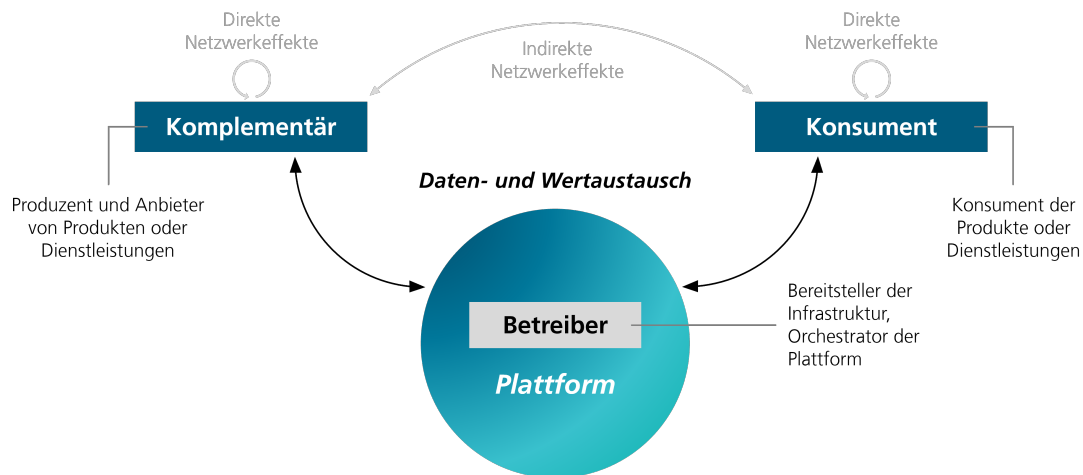 Direkte
Netzwerkeffekte
Indirekte
Netzwerkeffekte
Direkte
Netzwerkeffekte
Komplementär
Konsument
Daten- und Wertaustausch
Produzent und Anbieter
von Produkten oder
Dienstleistungen
Konsument der
Produkte oder
Dienstleistungen
Betreiber
Plattform
Bereitsteller der
Infrastruktur,
Orchestrator der
Plattform